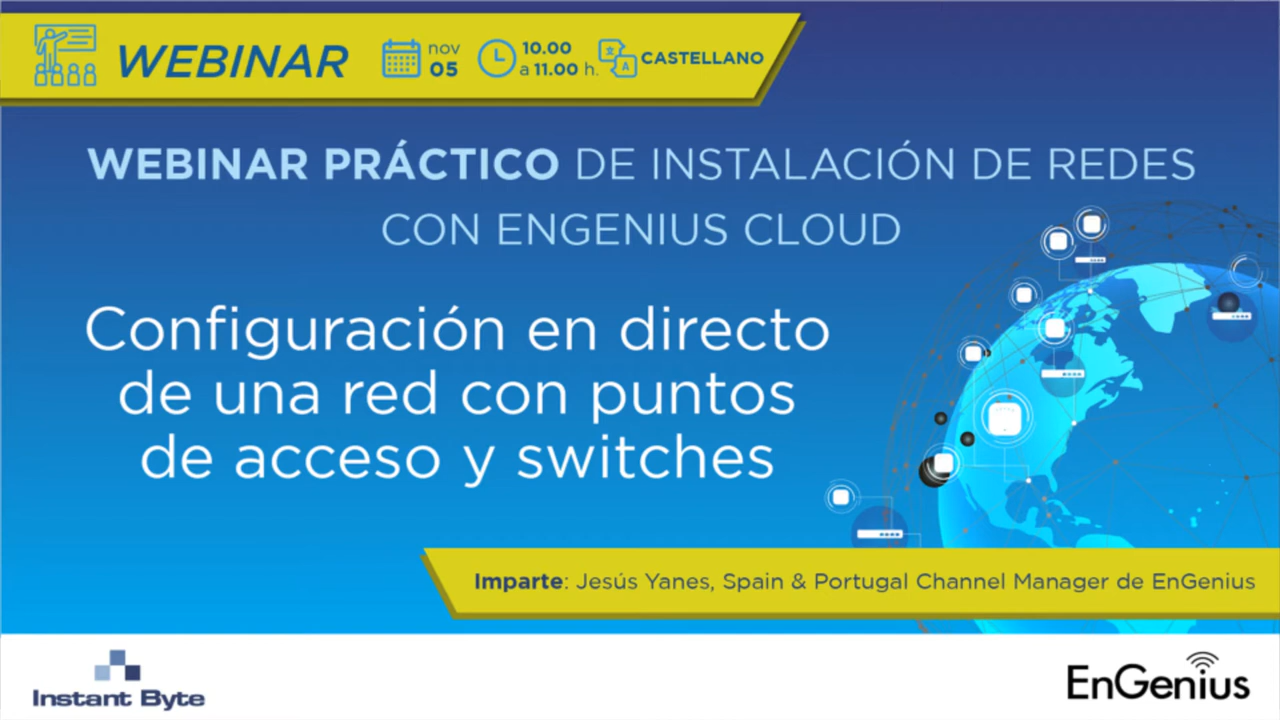 WEBINAR
nov
05
10.00
a 11.00 h.
A
CASTELLANO
WEBINAR PRÁCTICO DE INSTALACIÓN DE REDES
CON ENGENIUS CLOUD
Configuración en directo
de una red con puntos
de acceso y switches
Imparte: Jesús Yanes, Spain & Portugal Channel Manager de EnGenius
Instant Byte
EnGenius